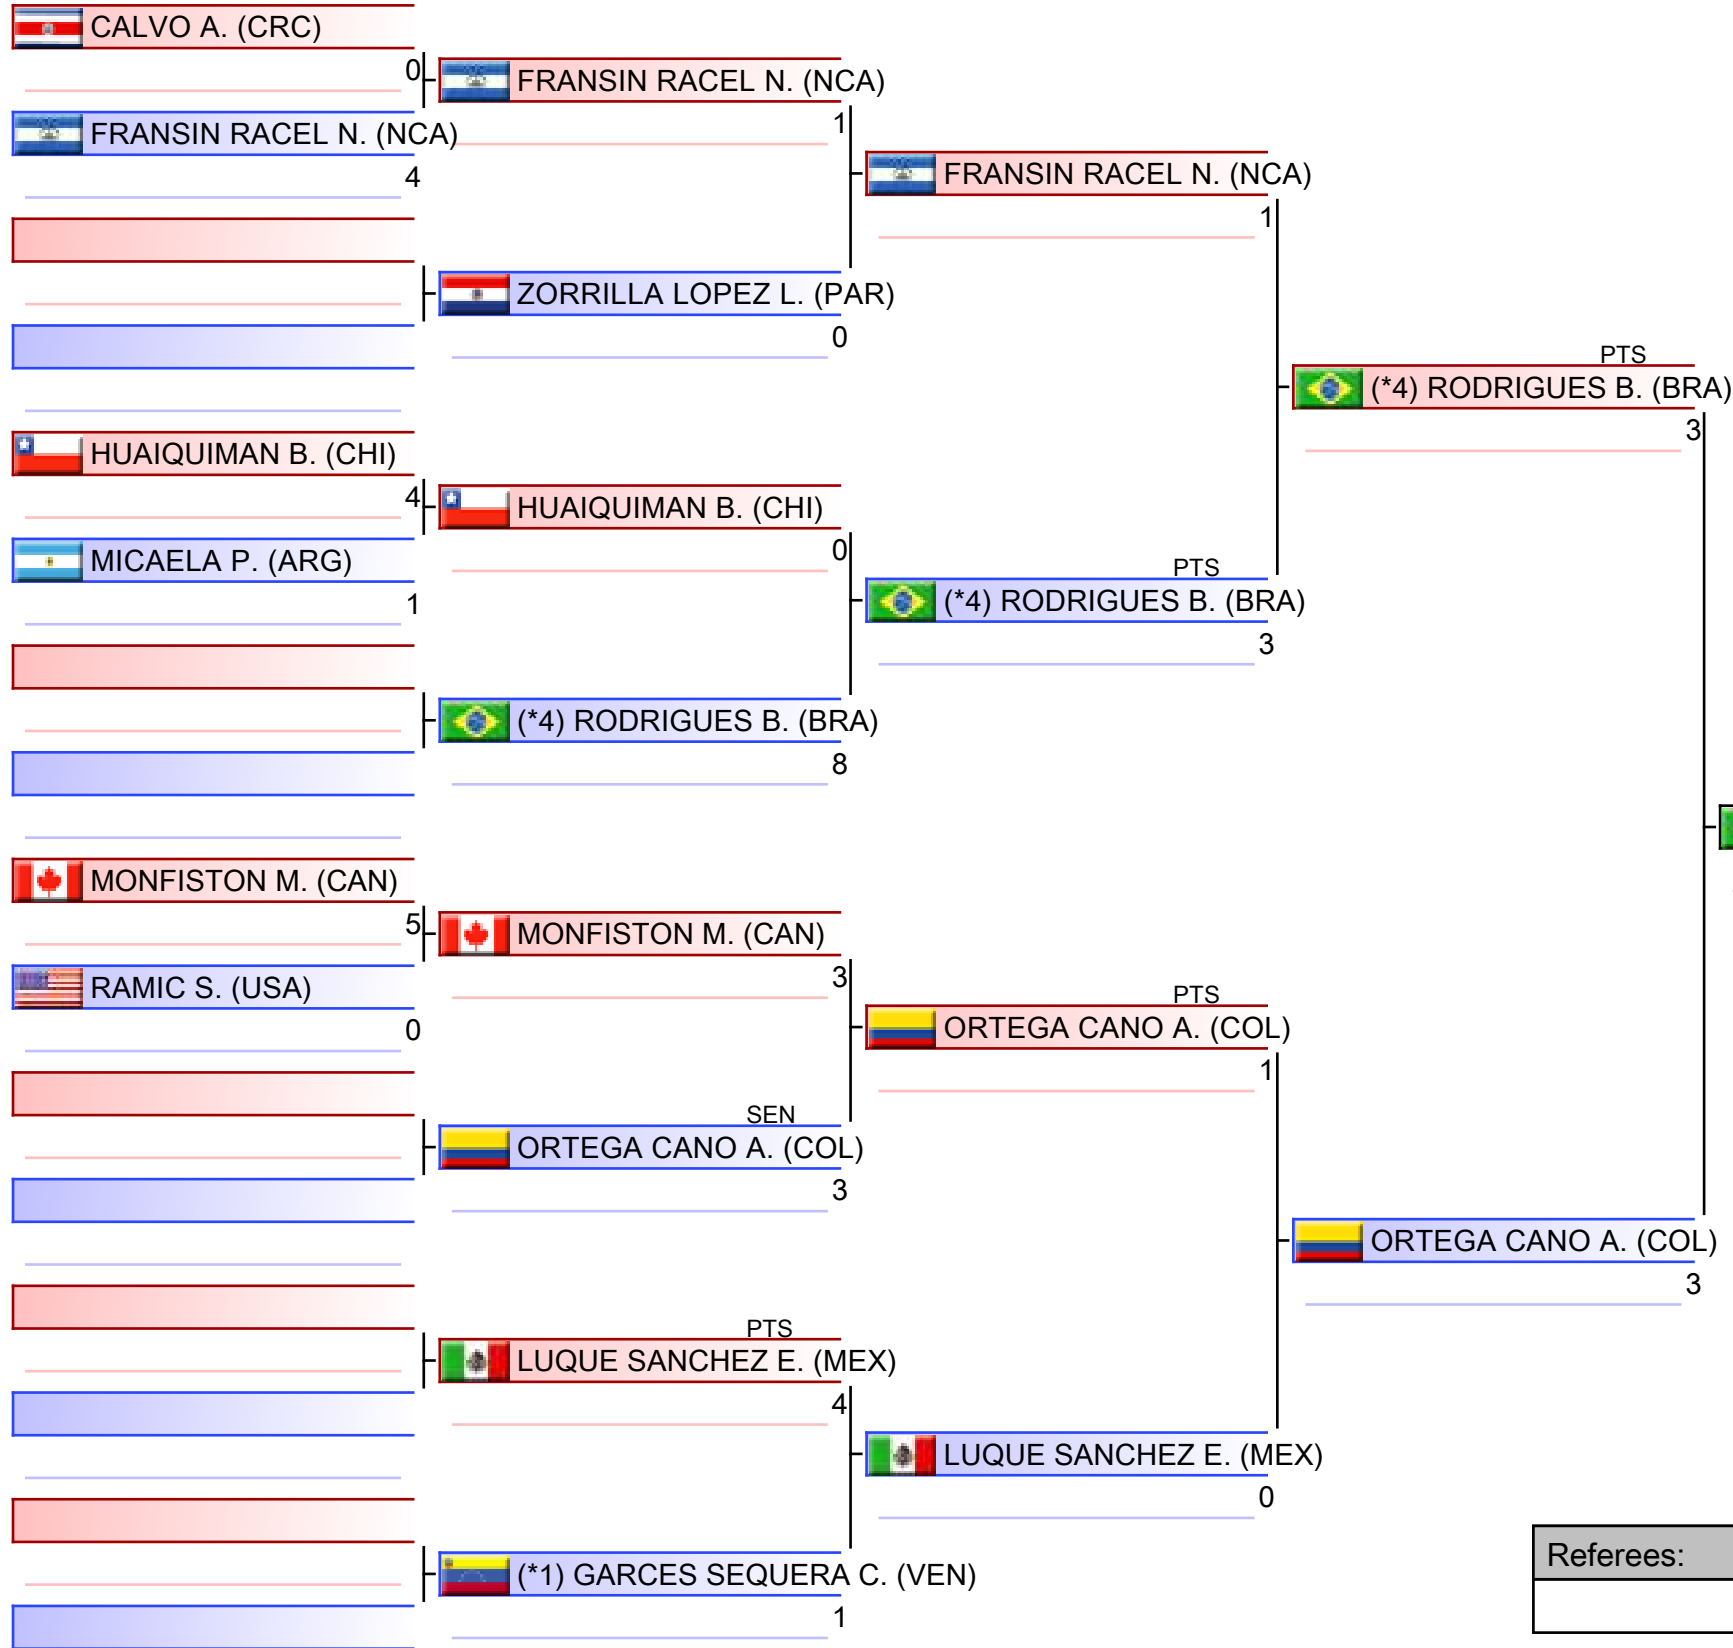 CALVO A. (CRC)
0
FRANSIN RACEL N. (NCA)
4
HUAIQUIMAN B. (CHI)
4
MICAELA P. (ARG)
1
MONFISTON M. (CAN)
5
RAMIC S. (USA)
0
FRANSIN RACEL N. (NCA)
1
ZORRILLA LOPEZ L. (PAR)
0
HUAIQUIMAN B. (CHI)
0
(*4) RODRIGUES B. (BRA)
8
MONFISTON M. (CAN)
3
SEN
ORTEGA CANO A. (COL)
3
PTS
LUQUE SANCHEZ E. (MEX)
4
(*1) GARCES SEQUERA C. (VEN)
1
FRANSIN RACEL N. (NCA)
1
PTS
(*4) RODRIGUES B. (BRA)
3
PTS
ORTEGA CANO A. (COL)
1
LUQUE SANCHEZ E. (MEX)
0
PTS
(*4) RODRIGUES B. (BRA)
3
ORTEGA CANO A. (COL)
3
Referees: